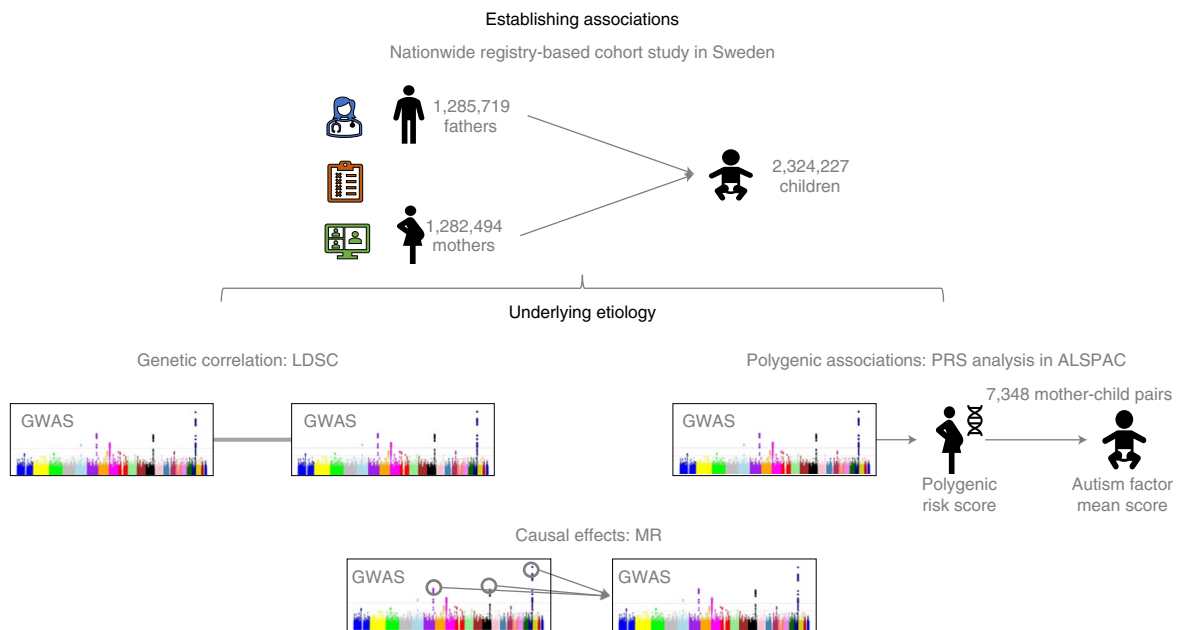 Establishing associations
Nationwide registry-based cohort study in Sweden
1,285,719
fathers
2,324,227
children
1,282,494
mothers
Underlying etiology
Genetic correlation: LDSC
Polygenic associations: PRS analysis in ALSPAC
7,348 mother-child pairs
GWAS
GWAS
GWAS
Polygenic
risk score
Autism factor
mean score
Causal effects: MR
GWAS
GWAS